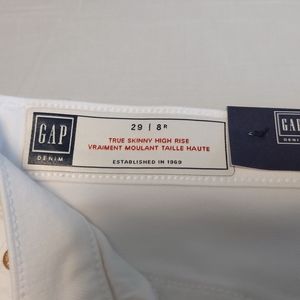 GAP
DENIM
29 | 8R
TRUE SKINNY HIGH RISE
VRAIMENT MOULANT TAILLE HAUTE
ESTABLISHED IN 1969
GAP
DENIM